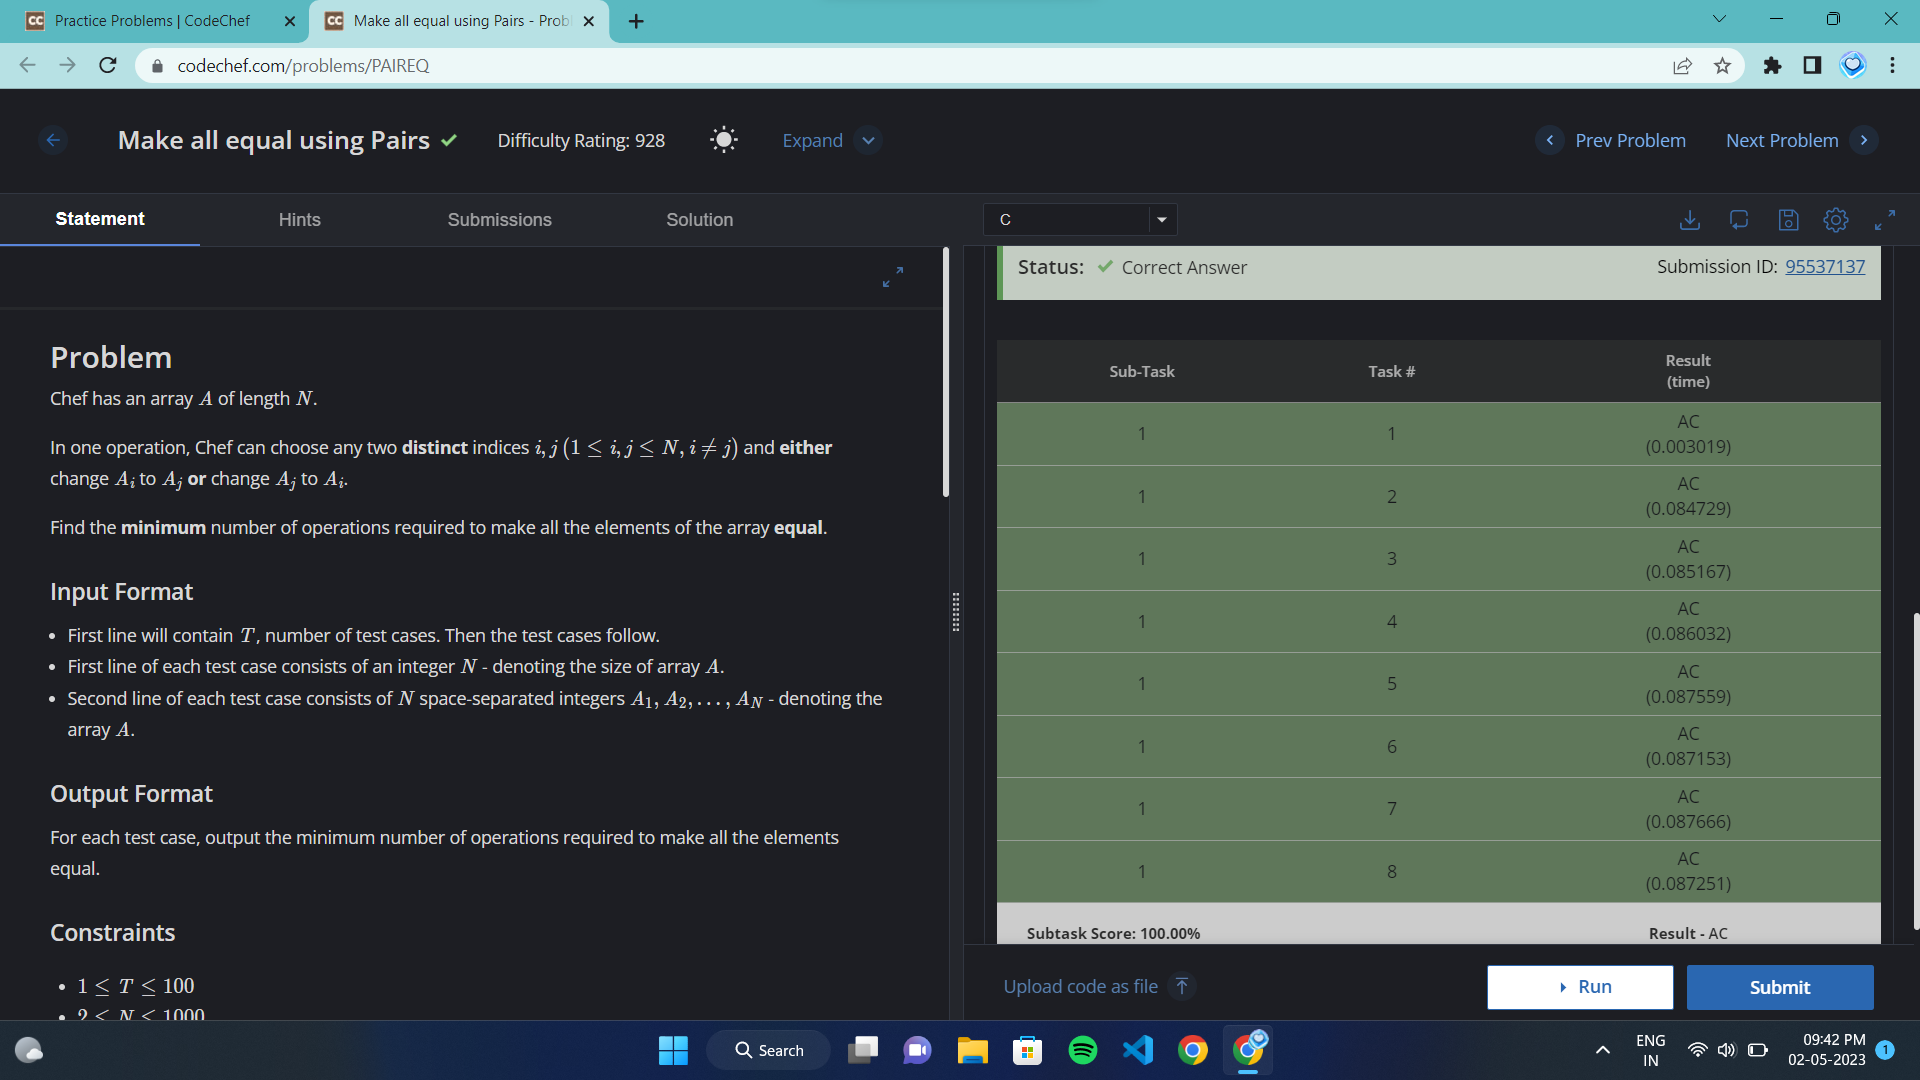 Practice Problems | CodeChef
Make all equal using Pairs - Prob
codechef.com/problems/PAIREQ
Make all equal using Pairs
Difficulty Rating: 928
Expand
Prev Problem
Next Problem
Statement
Hints
Submissions
Solution
Problem
Chef has an array A of length N.
In one operation, Chef can choose any two distinct indices i, j (1 ≤ i, j ≤ N, i ≠ j) and either
change A_i to A_j or change A_j to A_i.
Find the minimum number of operations required to make all the elements of the array equal.
Input Format
• First line will contain T, number of test cases. Then the test cases follow.
• First line of each test case consists of an integer N - denoting the size of array A.
• Second line of each test case consists of N space-separated integers A_1, A_2, ..., A_N - denoting the
array A.
Output Format
For each test case, output the minimum number of operations required to make all the elements
equal.
Constraints
• 1 ≤ T ≤ 100
• 2 ≤ N ≤ 1000
C
Status: Correct Answer
Submission ID: 95537137
Sub-Task Task # Result
(time)
1 1 AC
(0.003019)
1 2 AC
(0.084729)
1 3 AC
(0.085167)
1 4 AC
(0.086032)
1 5 AC
(0.087559)
1 6 AC
(0.087153)
1 7 AC
(0.087666)
1 8 AC
(0.087251)
Subtask Score: 100.00% Result - AC
Upload code as file
Run
Submit
Search
ENG
IN
09:42 PM
02-05-2023
1